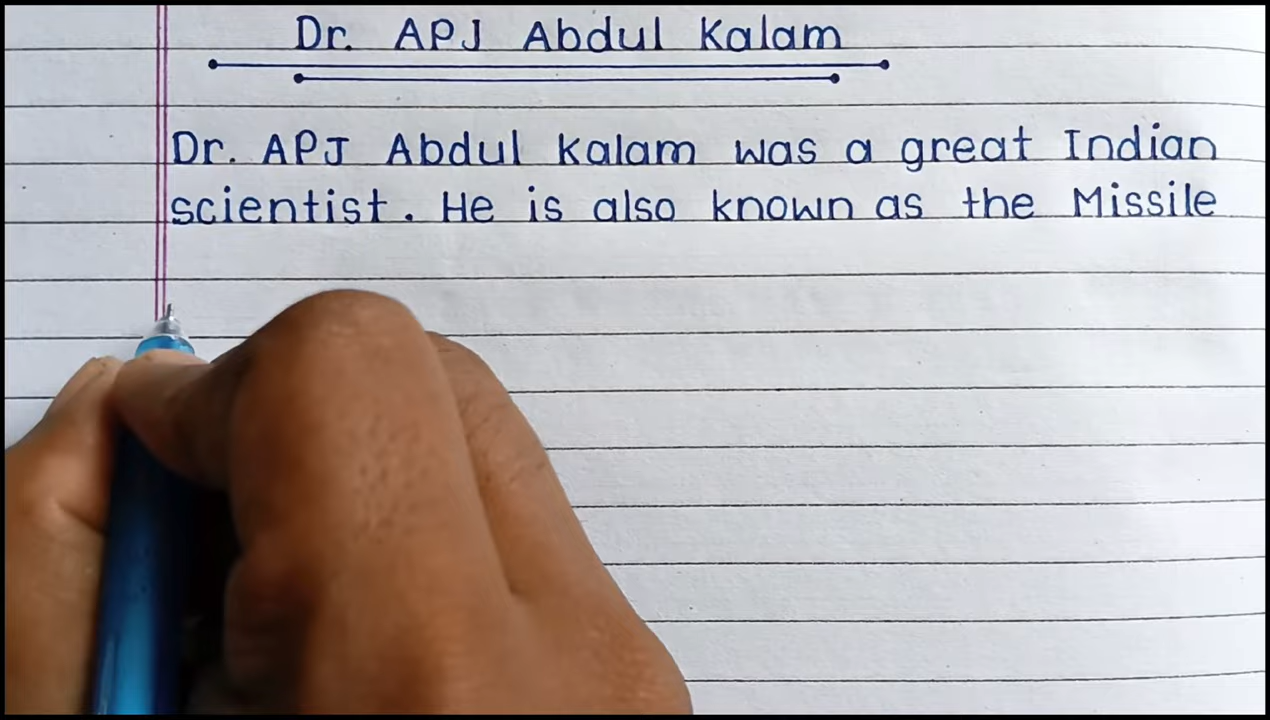 Dr. APJ Abdul Kalam
Dr. APJ Abdul Kalam was a great Indian
scientist. He is also known as the Missile